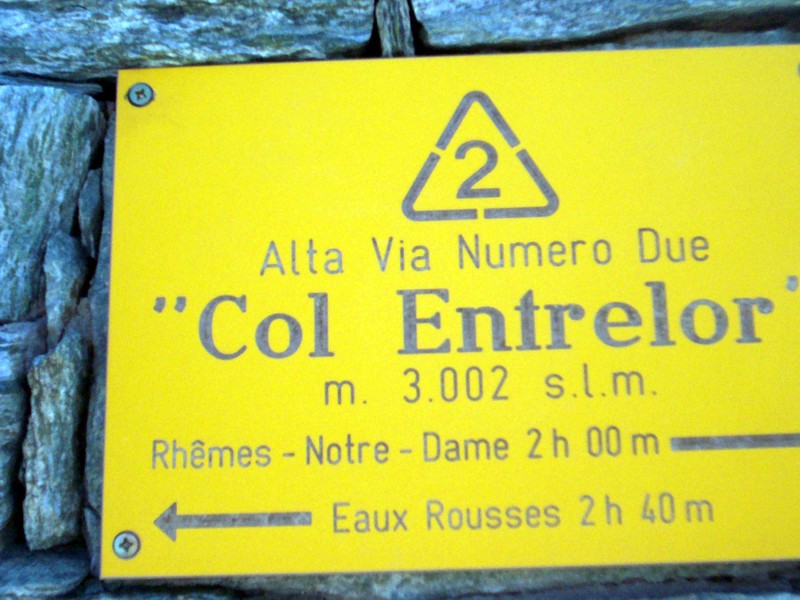 2
Alta Via Numero Due
"Col Entrelor"
m. 3.002 s.l.m.
Rhêmes - Notre - Dame 2h 00m
Eaux Rousses 2h 40m